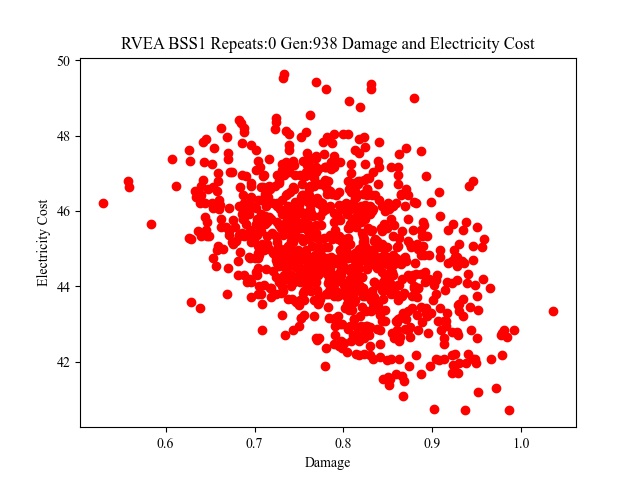 RVEA BSS1 Repeats:0 Gen:938 Damage and Electricity Cost
50
48
46
44
42
Electricity Cost
0.6 0.7 0.8 0.9 1.0
Damage